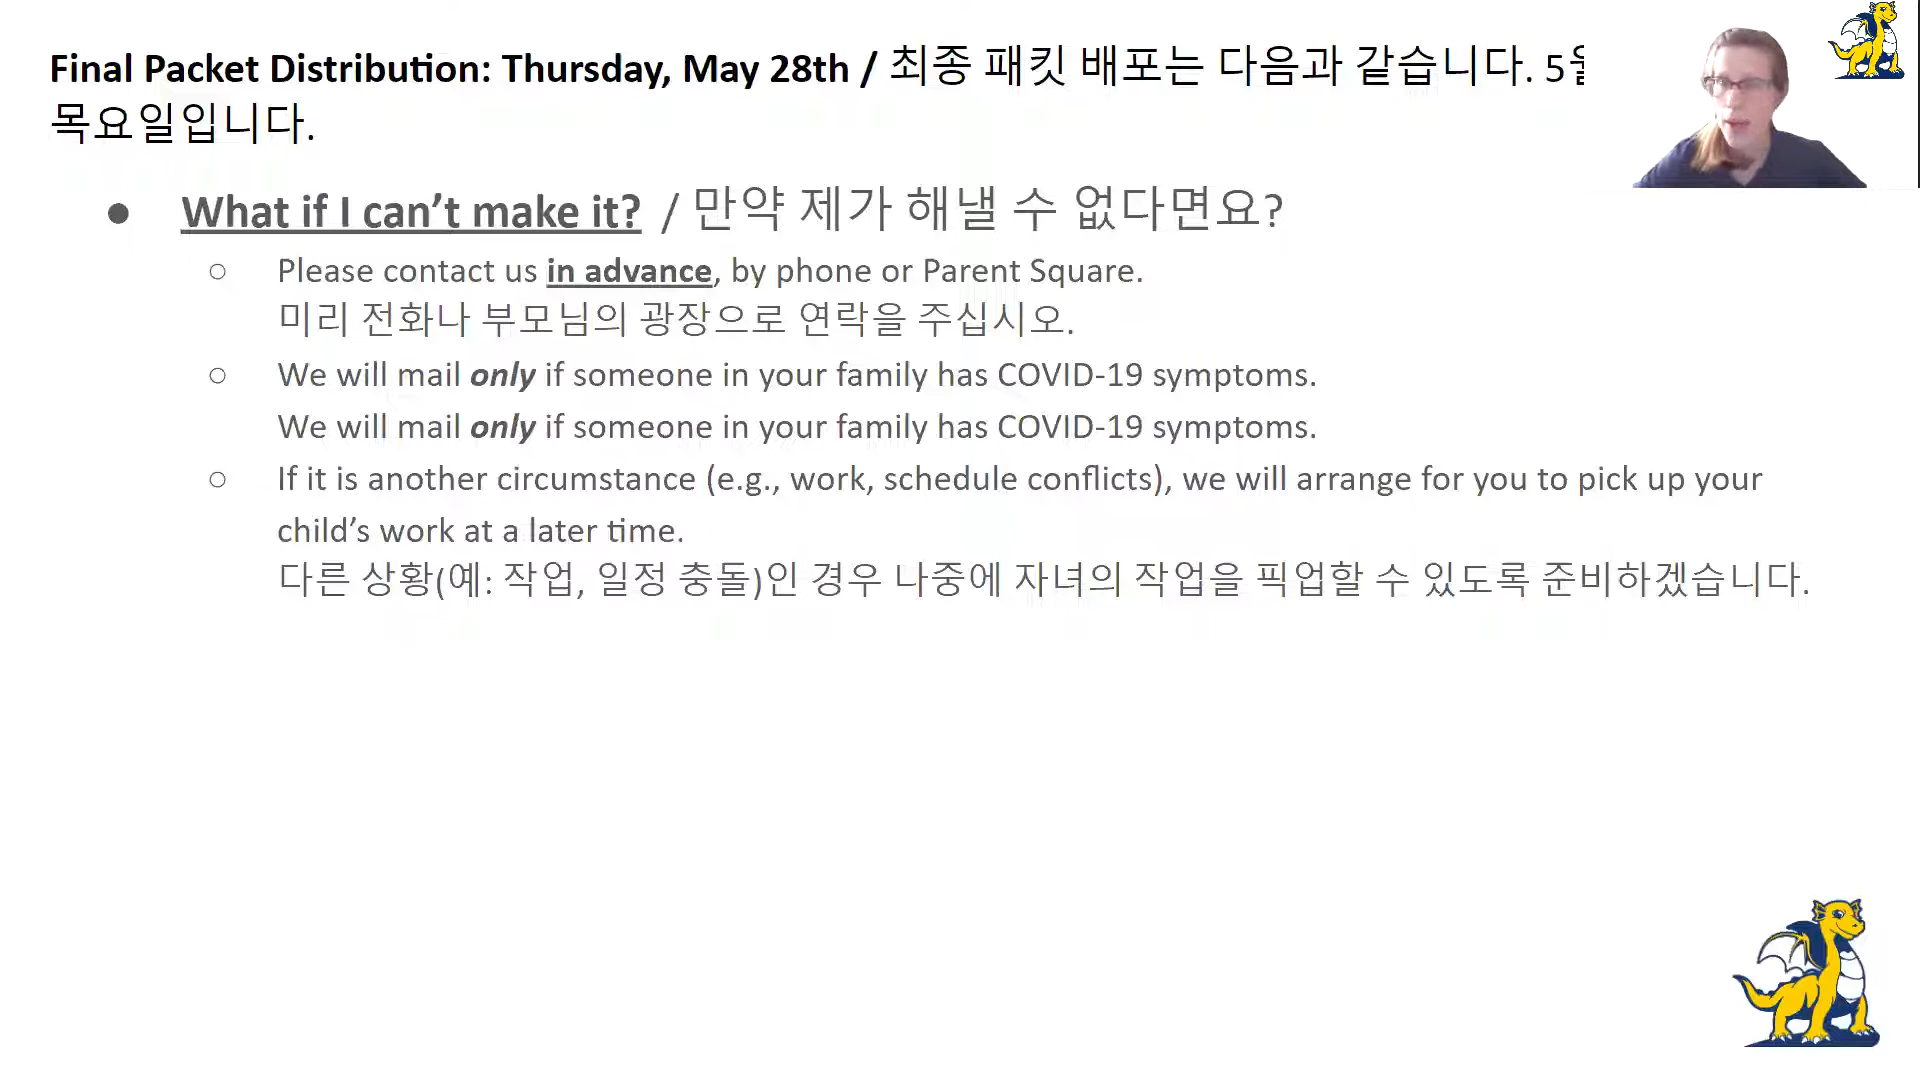 Final Packet Distribution: Thursday, May 28th / 최종 패킷 배포는 다음과 같습니다. 5
목요일입니다.
● What if I can’t make it? / 만약 제가 해낼 수 없다면요?
○ Please contact us in advance, by phone or Parent Square.
미리 전화나 부모님의 광장으로 연락을 주십시오.
○ We will mail only if someone in your family has COVID-19 symptoms.
We will mail only if someone in your family has COVID-19 symptoms.
○ If it is another circumstance (e.g., work, schedule conflicts), we will arrange for you to pick up your
child’s work at a later time.
다른 상황(예: 작업, 일정 충돌)인 경우 나중에 자녀의 작업을 픽업할 수 있도록 준비하겠습니다.